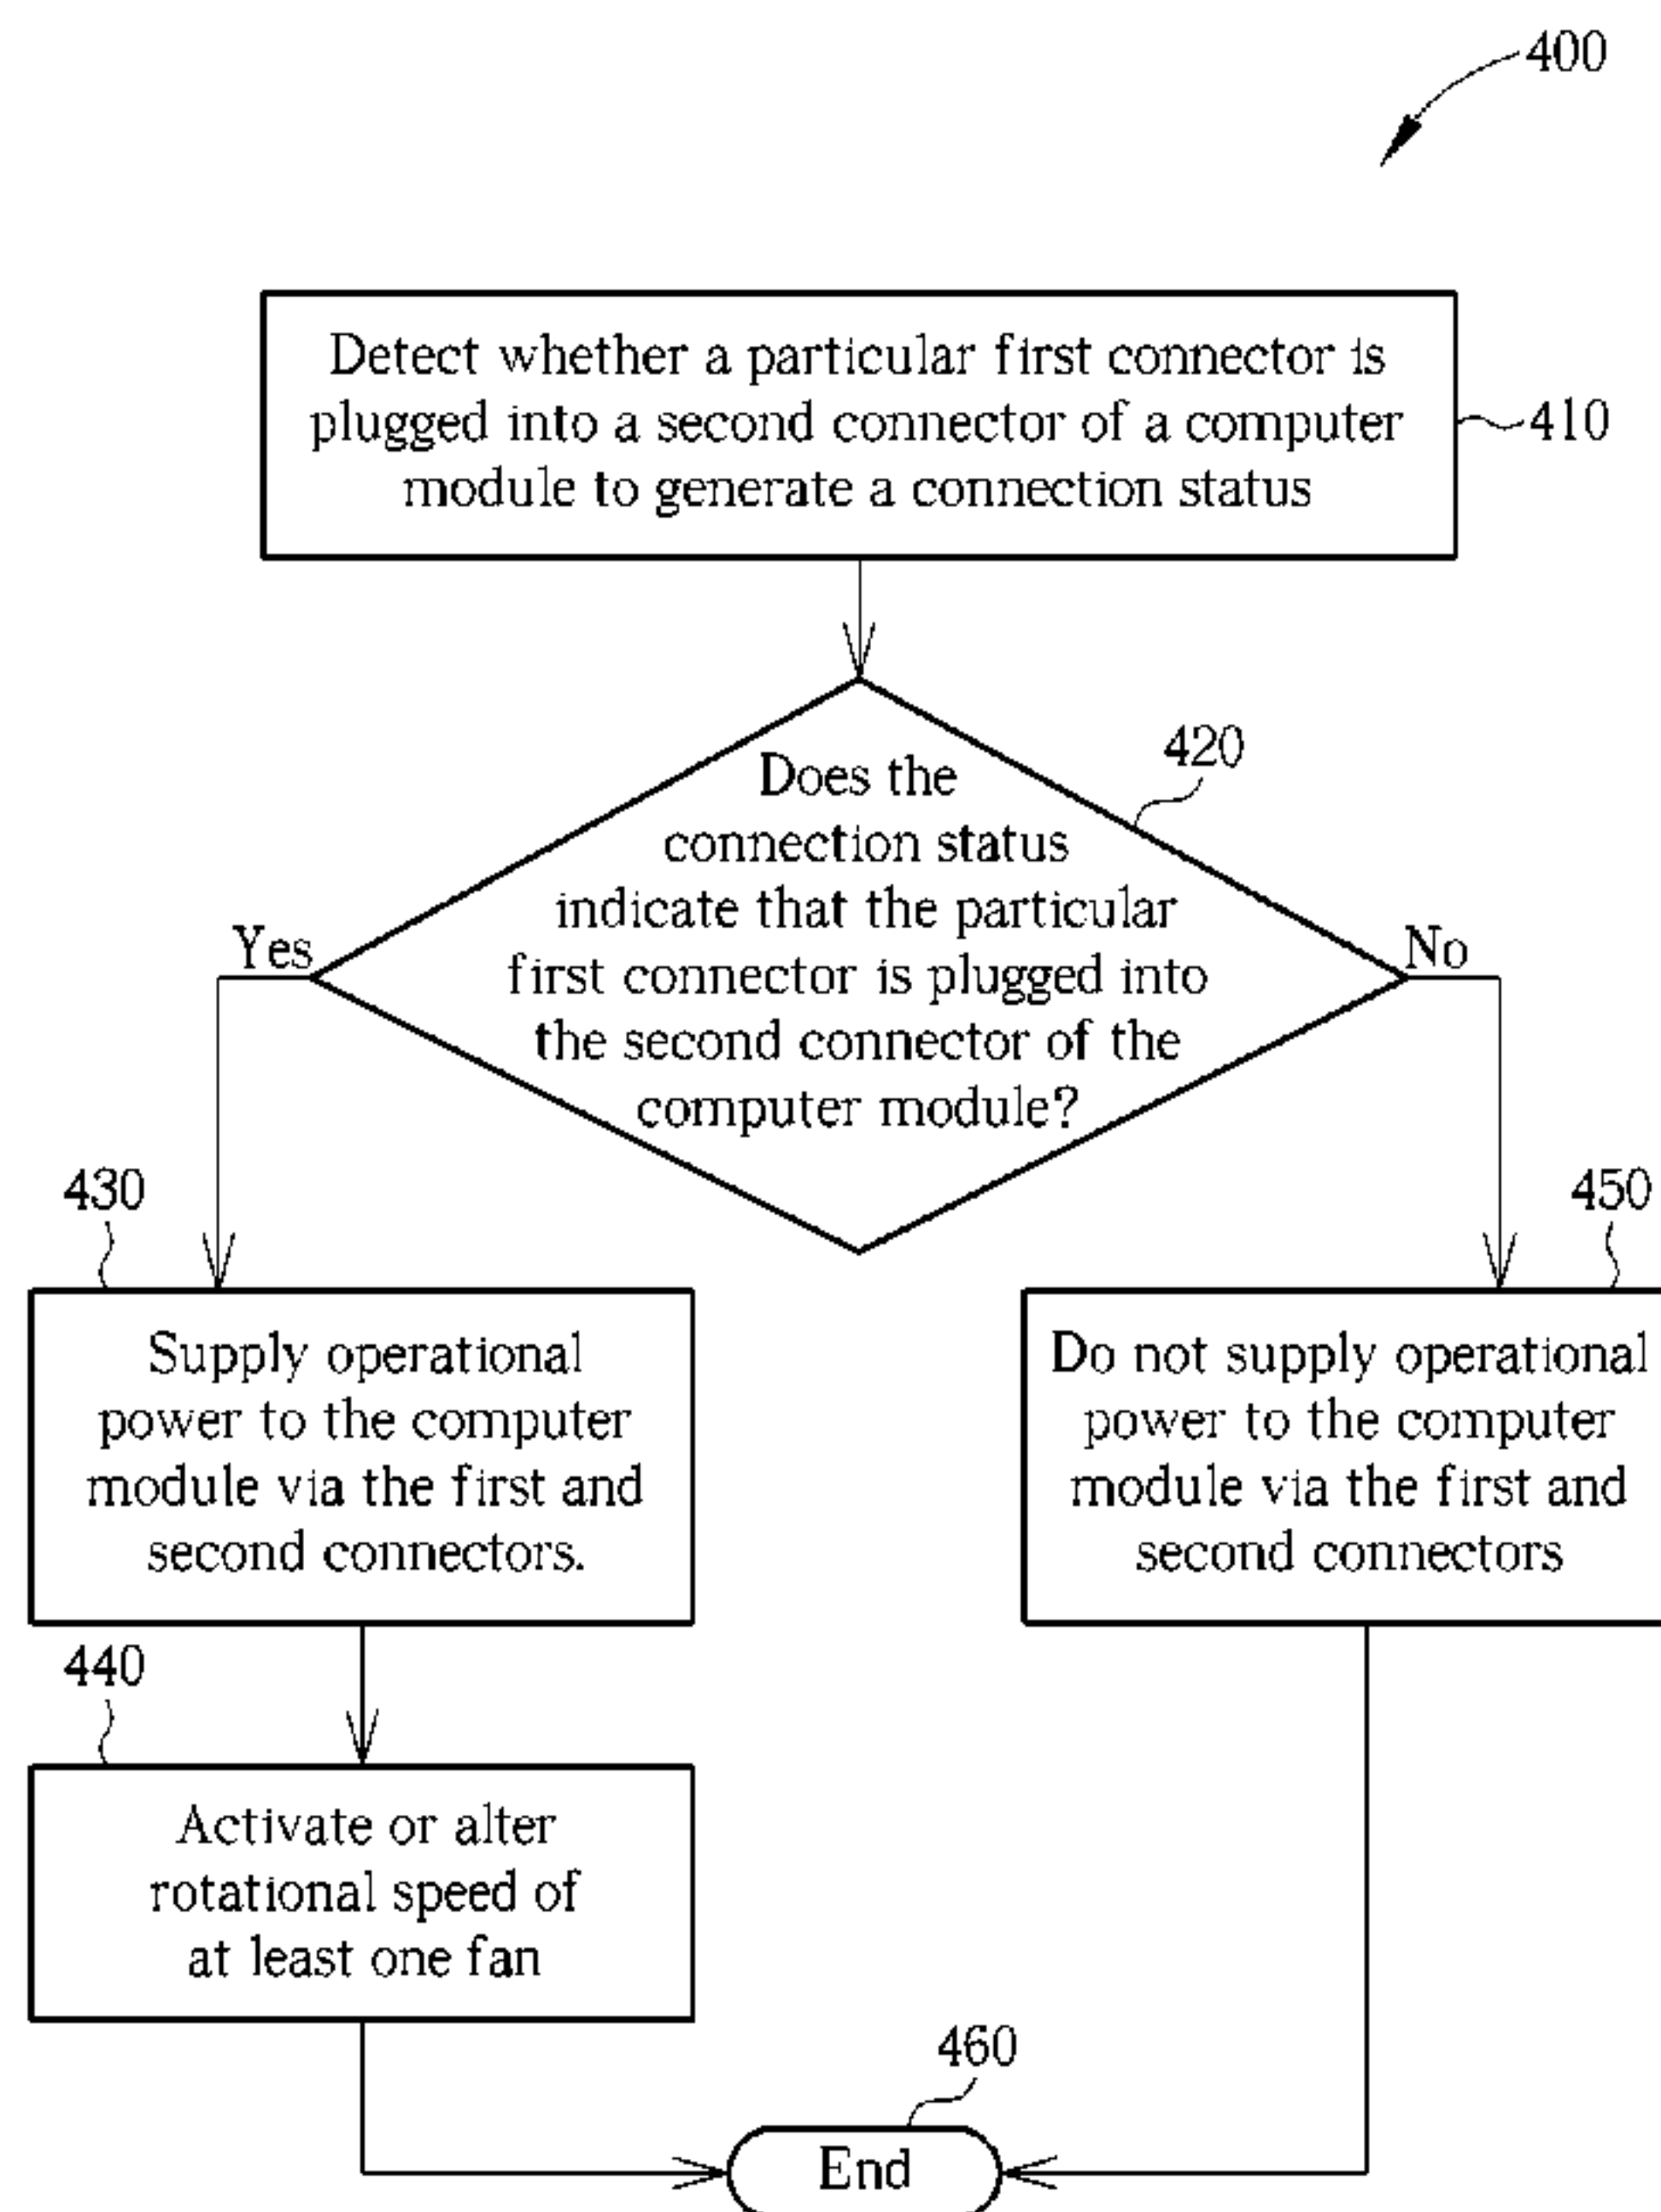 400
Detect whether a particular first connector is
plugged into a second connector of a computer
module to generate a connection status
410
420
Does the
connection status
indicate that the particular
first connector is plugged into
the second connector of the
computer module?
Yes
No
430
Supply operational
power to the computer
module via the first and
second connectors.
450
Do not supply operational
power to the computer
module via the first and
second connectors
440
Activate or alter
rotational speed of
at least one fan
460
End